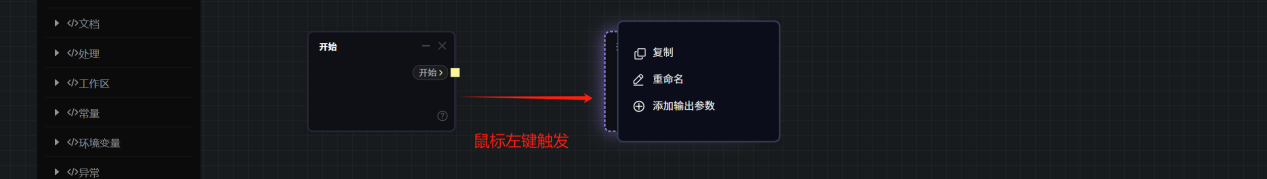 </>文档
</>处理
</>工作区
</>常量
</>环境变量
</>异常
开始
开始 >
鼠标左键触发
复制
重命名
添加输出参数